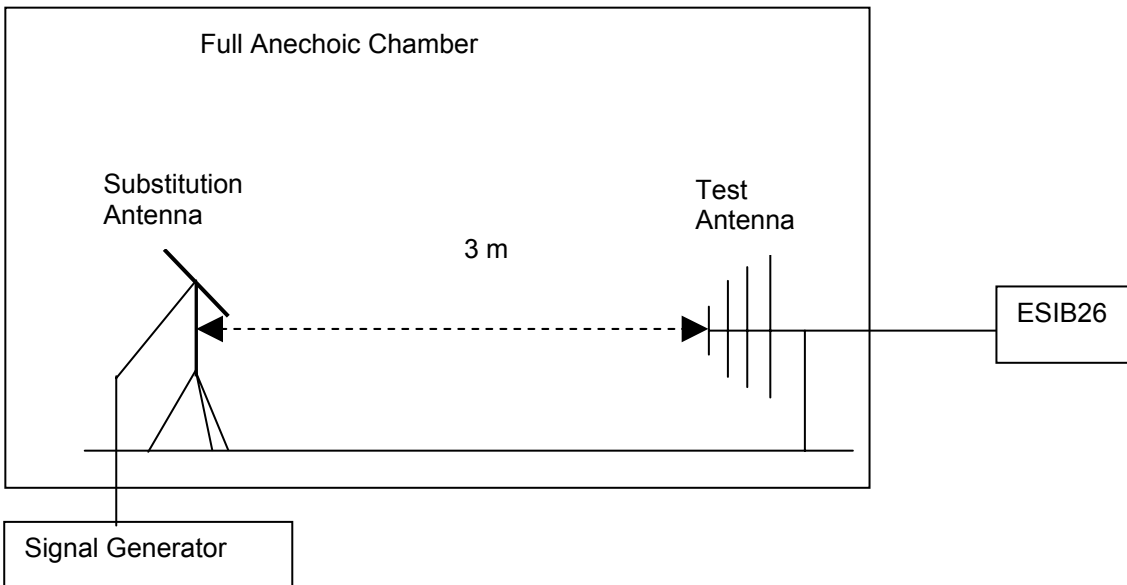 Full Anechoic Chamber
Substitution
Antenna
3 m
Test
Antenna
ESIB26
Signal Generator